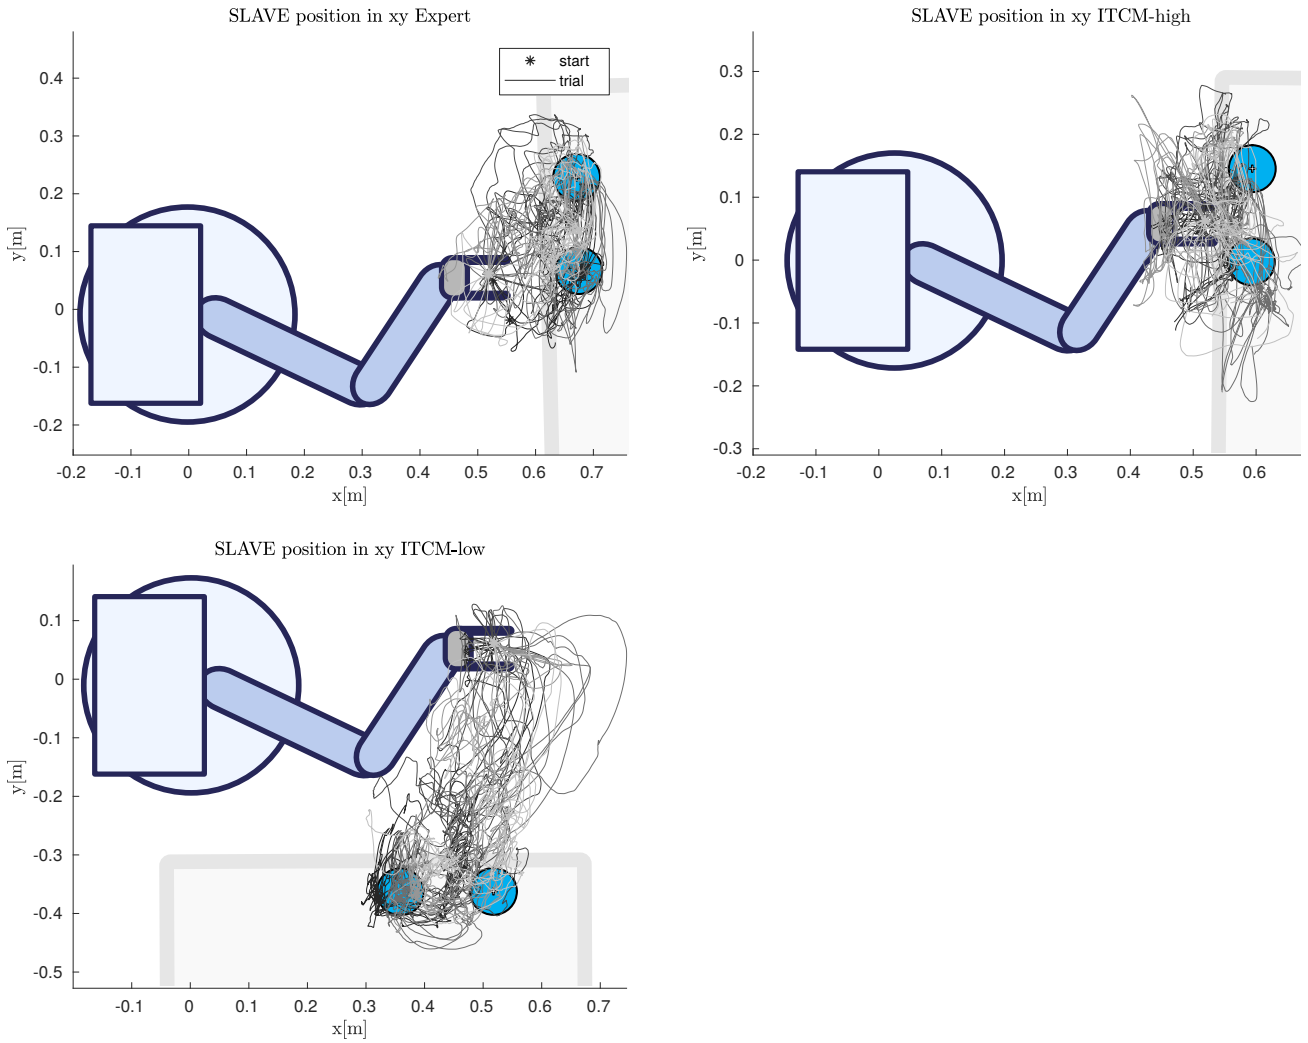 SLAVE position in xy Expert
0.4
0.3
0.2
0.1
0
-0.1
-0.2
y[m]
-0.2 -0.1 0 0.1 0.2 0.3 0.4 0.5 0.6 0.7
x[m]
start
trial
SLAVE position in xy ITCM-high
0.3
0.2
0.1
0
-0.1
-0.2
-0.3
y[m]
-0.2 -0.1 0 0.1 0.2 0.3 0.4 0.5 0.6
x[m]
SLAVE position in xy ITCM-low
0.1
0
-0.1
-0.2
-0.3
-0.4
-0.5
y[m]
-0.1 0 0.1 0.2 0.3 0.4 0.5 0.6 0.7
x[m]